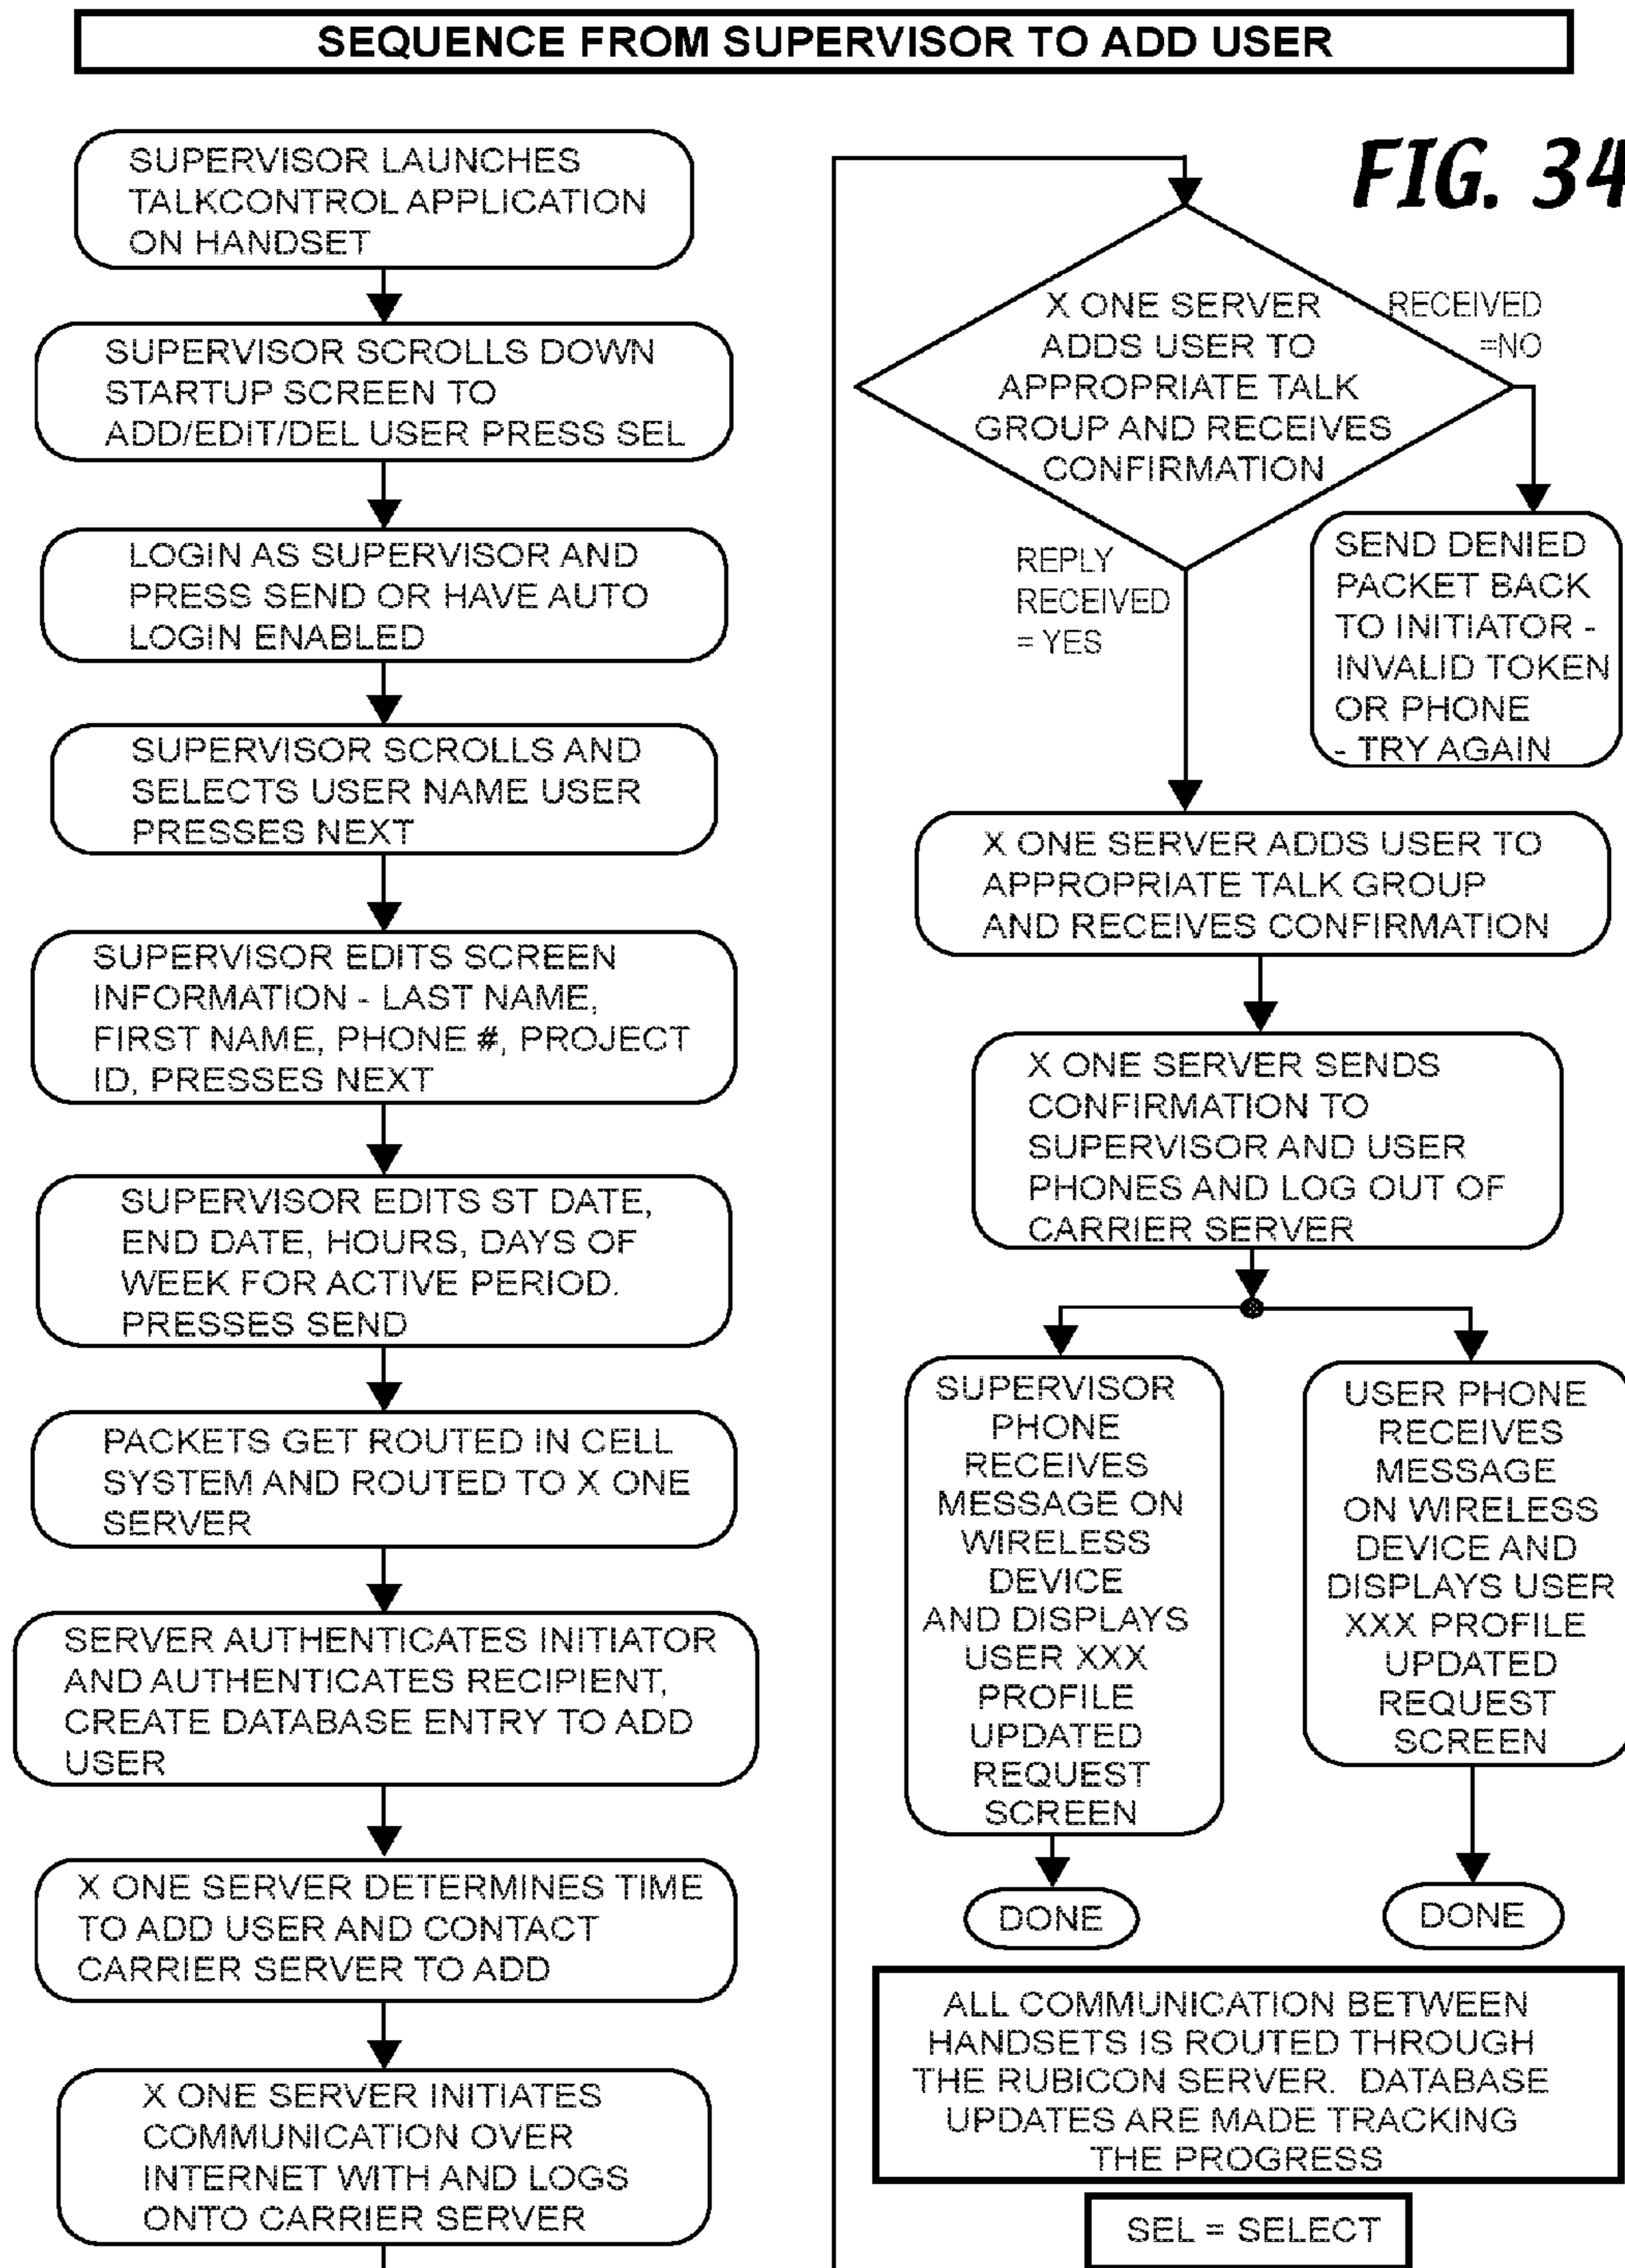 SEQUENCE FROM SUPERVISOR TO ADD USER
FIG. 34
SUPERVISOR LAUNCHES
TALKCONTROL APPLICATION
ON HANDSET
SUPERVISOR SCROLLS DOWN
STARTUP SCREEN TO
ADD/EDIT/DEL USER PRESS SEL
LOGIN AS SUPERVISOR AND
PRESS SEND OR HAVE AUTO
LOGIN ENABLED
SUPERVISOR SCROLLS AND
SELECTS USER NAME USER
PRESSES NEXT
SUPERVISOR EDITS SCREEN
INFORMATION - LAST NAME,
FIRST NAME, PHONE #, PROJECT
ID, PRESSES NEXT
SUPERVISOR EDITS ST DATE,
END DATE, HOURS, DAYS OF
WEEK FOR ACTIVE PERIOD.
PRESSES SEND
PACKETS GET ROUTED IN CELL
SYSTEM AND ROUTED TO X ONE
SERVER
SERVER AUTHENTICATES INITIATOR
AND AUTHENTICATES RECIPIENT,
CREATE DATABASE ENTRY TO ADD
USER
X ONE SERVER DETERMINES TIME
TO ADD USER AND CONTACT
CARRIER SERVER TO ADD
X ONE SERVER INITIATES
COMMUNICATION OVER
INTERNET WITH AND LOGS
ONTO CARRIER SERVER
X ONE SERVER
ADDS USER TO
APPROPRIATE TALK
GROUP AND RECEIVES
CONFIRMATION
RECEIVED
=NO
SEND DENIED
PACKET BACK
TO INITIATOR -
INVALID TOKEN
OR PHONE
- TRY AGAIN
REPLY
RECEIVED
= YES
X ONE SERVER ADDS USER TO
APPROPRIATE TALK GROUP
AND RECEIVES CONFIRMATION
X ONE SERVER SENDS
CONFIRMATION TO
SUPERVISOR AND USER
PHONES AND LOG OUT OF
CARRIER SERVER
SUPERVISOR
PHONE
RECEIVES
MESSAGE ON
WIRELESS
DEVICE
AND DISPLAYS
USER XXX
PROFILE
UPDATED
REQUEST
SCREEN
DONE
USER PHONE
RECEIVES
MESSAGE
ON WIRELESS
DEVICE AND
DISPLAYS USER
XXX PROFILE
UPDATED
REQUEST
SCREEN
DONE
ALL COMMUNICATION BETWEEN
HANDSETS IS ROUTED THROUGH
THE RUBICON SERVER. DATABASE
UPDATES ARE MADE TRACKING
THE PROGRESS
SEL = SELECT